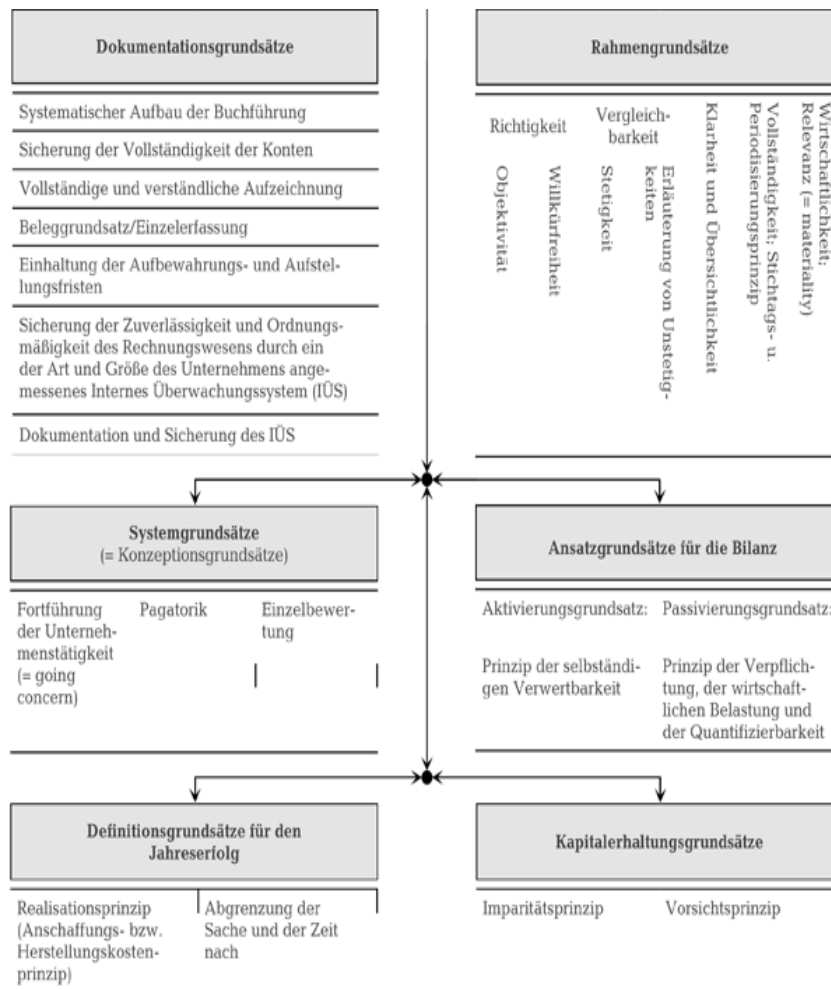 Dokumentationsgrundsätze
Systematischer Aufbau der Buchführung
Sicherung der Vollständigkeit der Konten
Vollständige und verständliche Aufzeichnung
Beleggrundsatz/Einzelerfassung
Einhaltung der Aufbewahrungs- und Aufstel-
lungsfristen
Sicherung der Zuverlässigkeit und Ordnungs-
mäßigkeit des Rechnungswesens durch ein
der Art und Größe des Unternehmens ange-
messenes Internes Überwachungssystem (IÜS)
Dokumentation und Sicherung des IÜS
Rahmengrundsätze
Richtigkeit
Objektivität
Willkürfreiheit
Vergleich-
barkeit
Stetigkeit
Erläuterung von Unstetig-
keiten
Klarheit und Übersichtlichkeit
Vollständigkeit; Stichtags- u.
Periodisierungsprinzip
Wirtschaftlichkeit;
Relevanz (= materiality)
Systemgrundsätze
(= Konzeptionsgrundsätze)
Fortführung
der Unterneh-
menstätigkeit
(= going
concern)
Pagatorik
Einzelbewer-
tung
Ansatzgrundsätze für die Bilanz
Aktivierungsgrundsatz:
Prinzip der selbständi-
gen Verwertbarkeit
Passivierungsgrundsatz:
Prinzip der Verpflich-
tung, der wirtschaft-
lichen Belastung und
der Quantifizierbarkeit
Definitionsgrundsätze für den
Jahreserfolg
Realisationsprinzip
(Anschaffungs- bzw.
Herstellungskosten-
prinzip)
Abgrenzung der
Sache und der Zeit
nach
Kapitalerhaltungsgrundsätze
Imparitätsprinzip
Vorsichtsprinzip